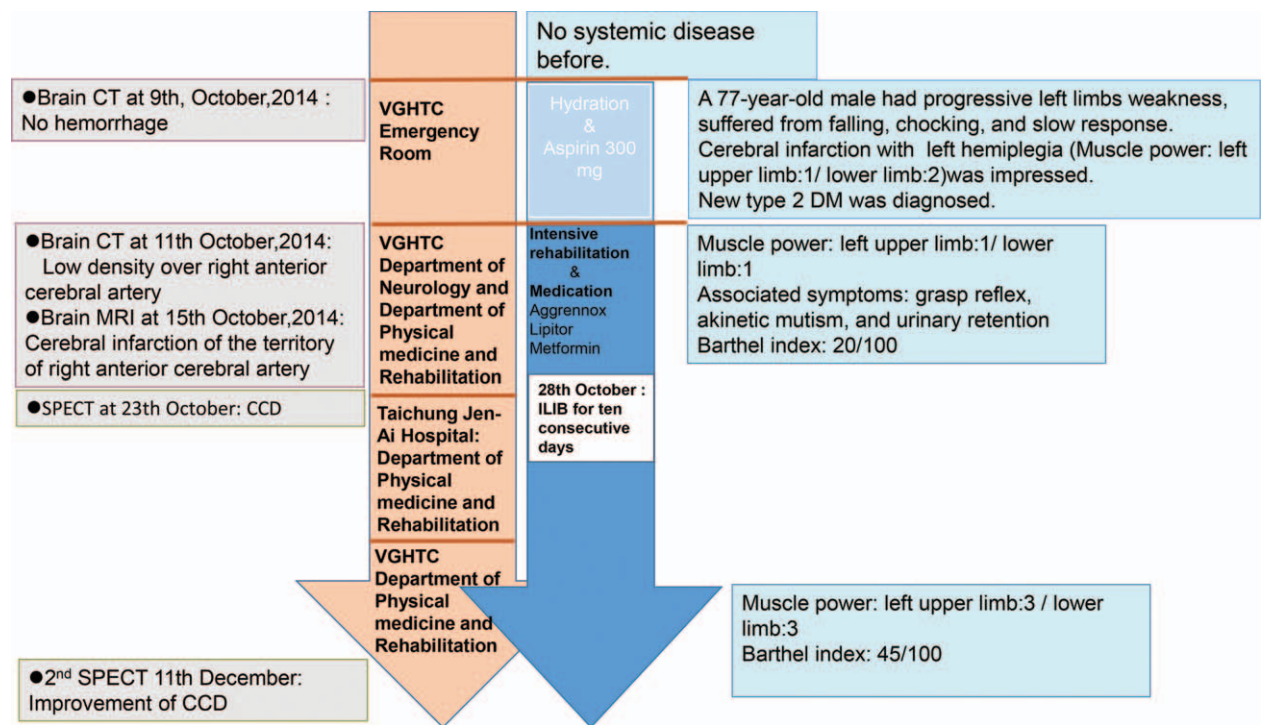 No systemic disease
before.
●Brain CT at 9th, October,2014 :
No hemorrhage
VGHTC
Emergency
Room
Hydration
&
Aspirin 300
mg
A 77-year-old male had progressive left limbs weakness,
suffered from falling, chocking, and slow response.
Cerebral infarction with left hemiplegia (Muscle power: left
upper limb:1/ lower limb:2)was impressed.
New type 2 DM was diagnosed.
●Brain CT at 11th October,2014:
Low density over right anterior
cerebral artery
●Brain MRI at 15th October,2014:
Cerebral infarction of the territory
of right anterior cerebral artery
VGHTC
Department of
Neurology and
Department of
Physical
medicine and
Rehabilitation
Intensive
rehabilitation
&
Medication
Aggrennox
Lipitor
Metformin
Muscle power: left upper limb:1/ lower
limb:1
Associated symptoms: grasp reflex,
akinetic mutism, and urinary retention
Barthel index: 20/100
●SPECT at 23th October: CCD
Taichung Jen-
Ai Hospital:
Department of
Physical
medicine and
Rehabilitation
28th October :
ILIB for ten
consecutive
days
VGHTC
Department of
Physical
medicine and
Rehabilitation
Muscle power: left upper limb:3 / lower
limb:3
Barthel index: 45/100
●2nd SPECT 11th December:
Improvement of CCD